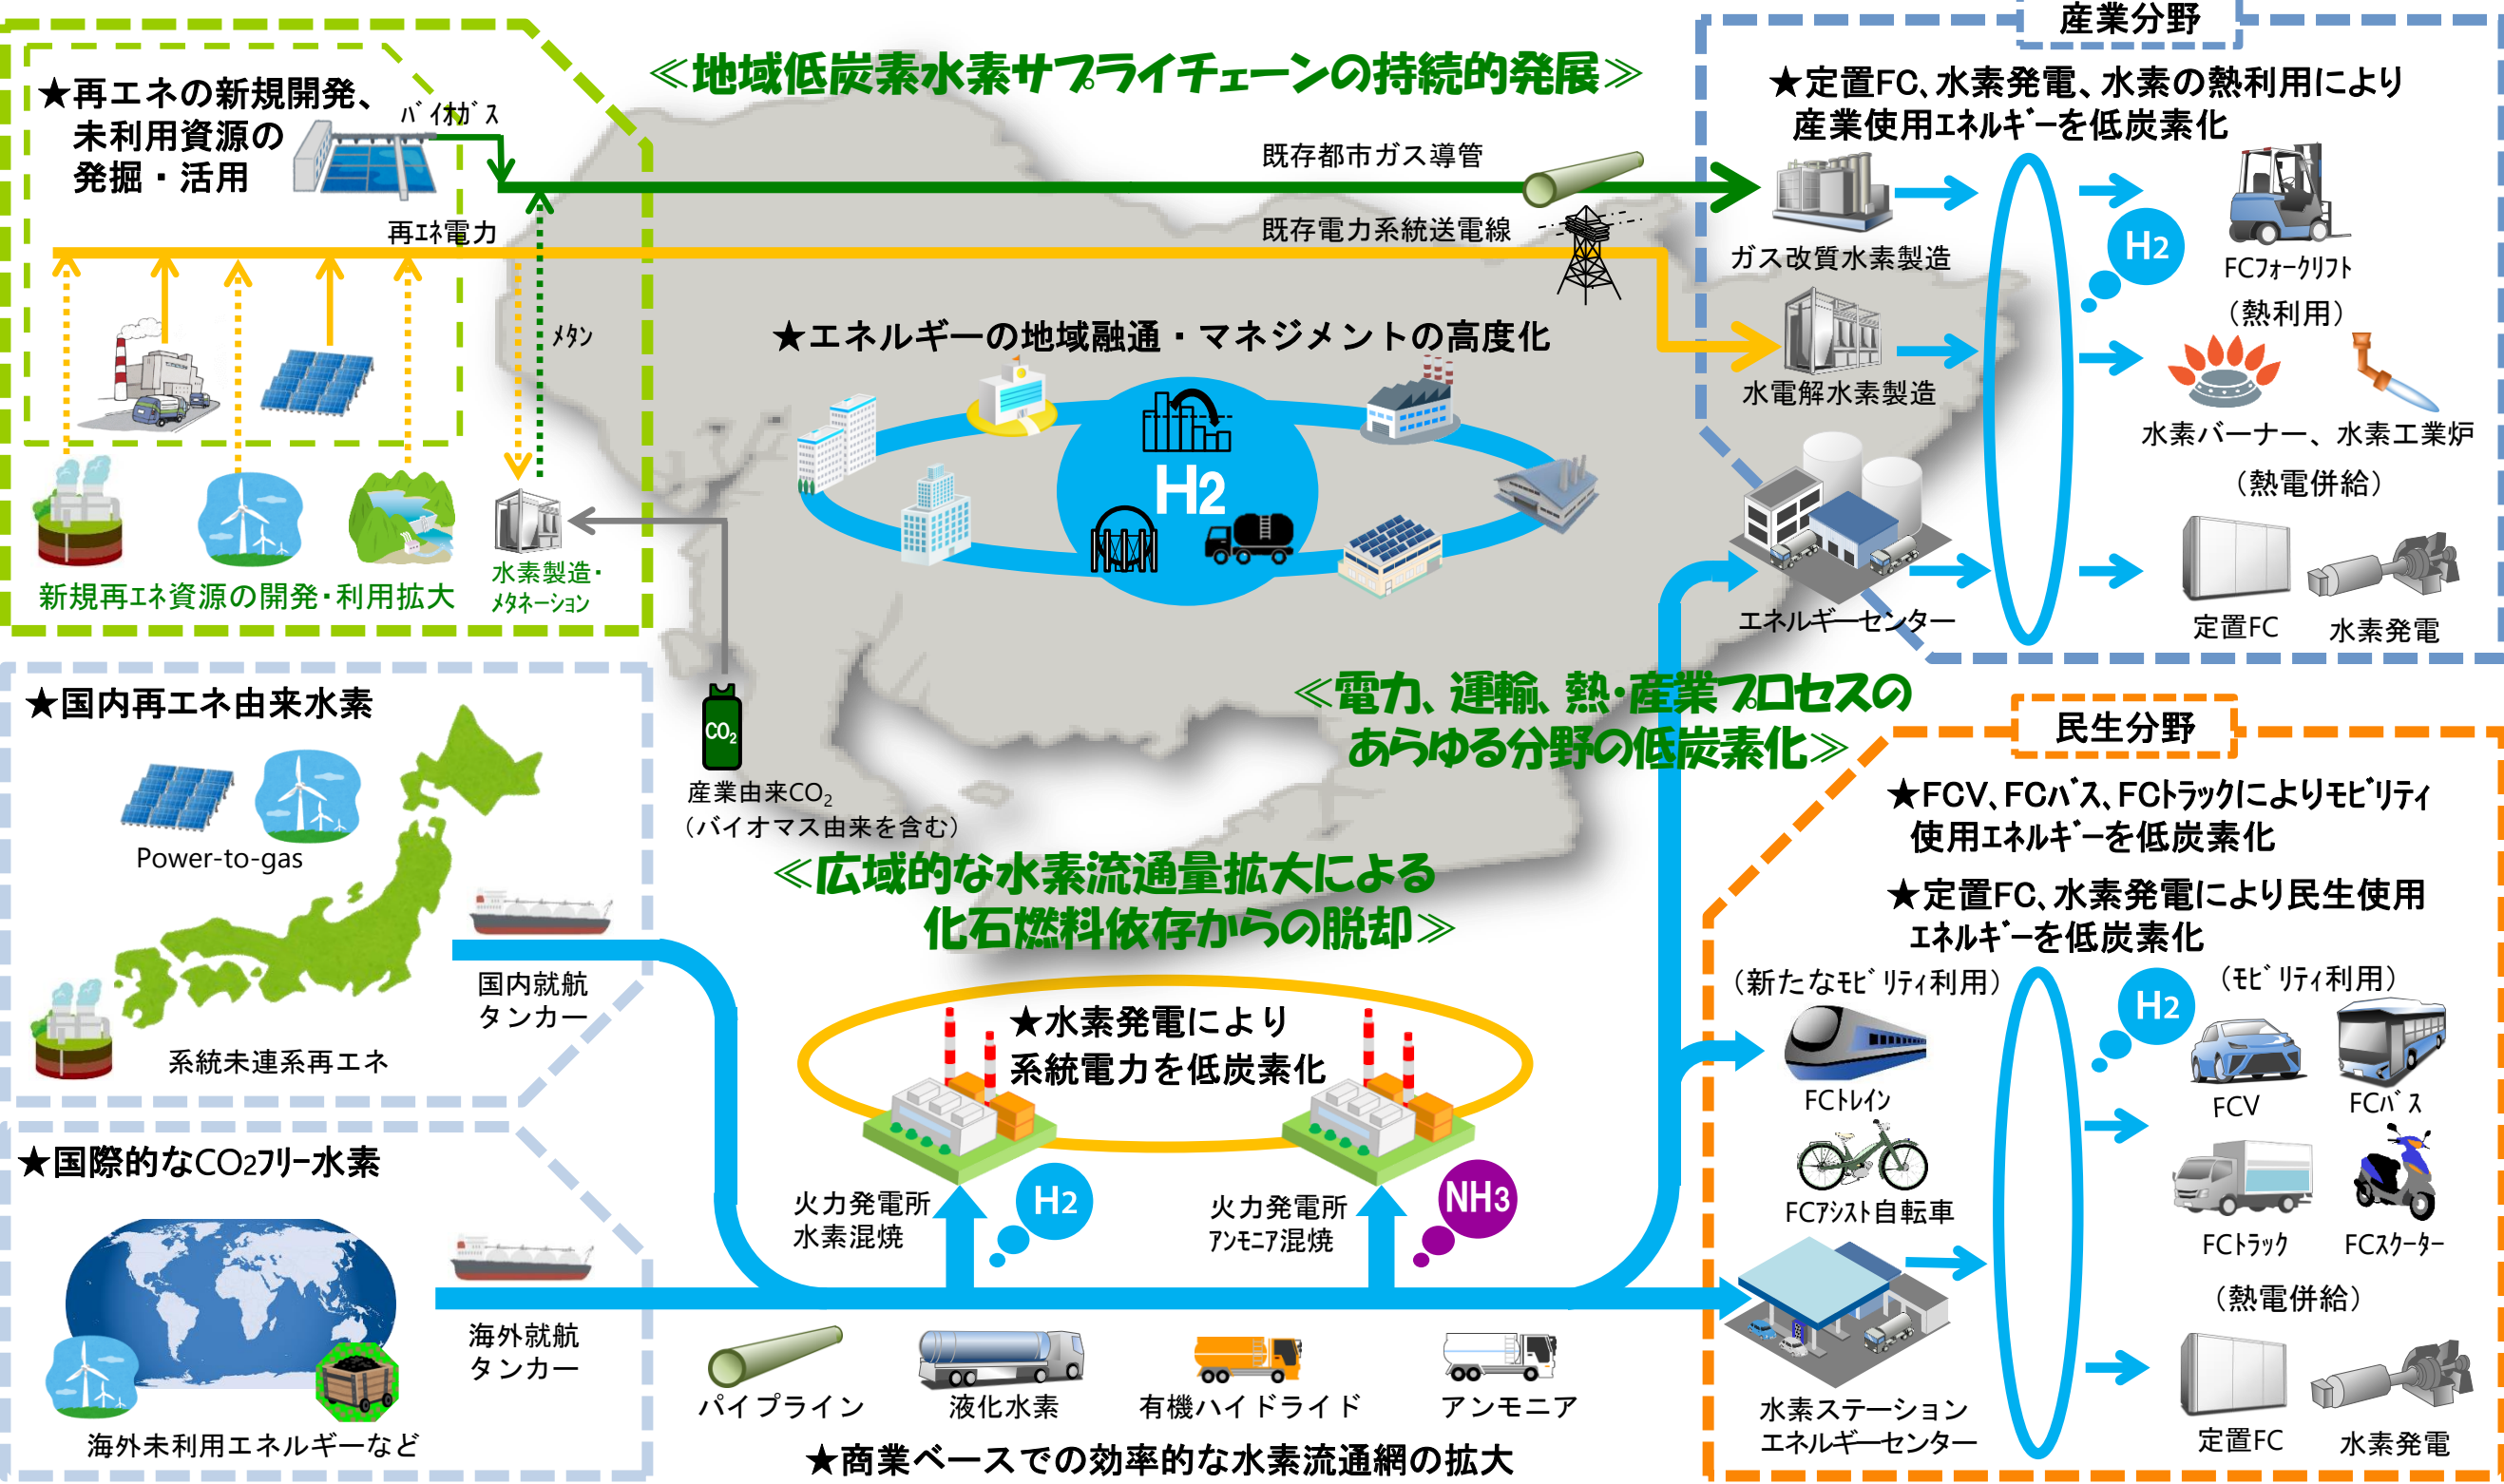 ≪地域低炭素水素サプライチェーンの持続的発展≫
★再エネの新規開発、
未利用資源の
発掘・活用
バイオガス
再エネ電力
メタン
新規再エネ資源の開発・利用拡大
水素製造・
メタネーション
既存都市ガス導管
既存電力系統送電線
★エネルギーの地域融通・マネジメントの高度化
H2
産業分野
★定置FC、水素発電、水素の熱利用により
産業使用エネルギーを低炭素化
ガス改質水素製造
水電解水素製造
エネルギーセンター
H2
FCフォークリフト
（熱利用）
水素バーナー、水素工業炉
（熱電併給）
定置FC
水素発電
★国内再エネ由来水素
Power-to-gas
系統未連系再エネ
国内就航
タンカー
CO2
産業由来CO2
（バイオマス由来を含む）
≪電力、運輸、熱・産業プロセスの
あらゆる分野の低炭素化≫
≪広域的な水素流通量拡大による
化石燃料依存からの脱却≫
★水素発電により
系統電力を低炭素化
火力発電所
水素混焼
H2
火力発電所
アンモニア混焼
NH3
★国際的なCO2フリー水素
海外未利用エネルギーなど
海外就航
タンカー
パイプライン
液化水素
有機ハイドライド
アンモニア
★商業ベースでの効率的な水素流通網の拡大
民生分野
★FCV、FCバス、FCトラックによりモビリティ
使用エネルギーを低炭素化
★定置FC、水素発電により民生使用
エネルギーを低炭素化
（新たなモビリティ利用）
FCトレイン
FCアシスト自転車
水素ステーション
エネルギーセンター
H2
（モビリティ利用）
FCV
FCバス
FCトラック
FCスクーター
（熱電併給）
定置FC
水素発電